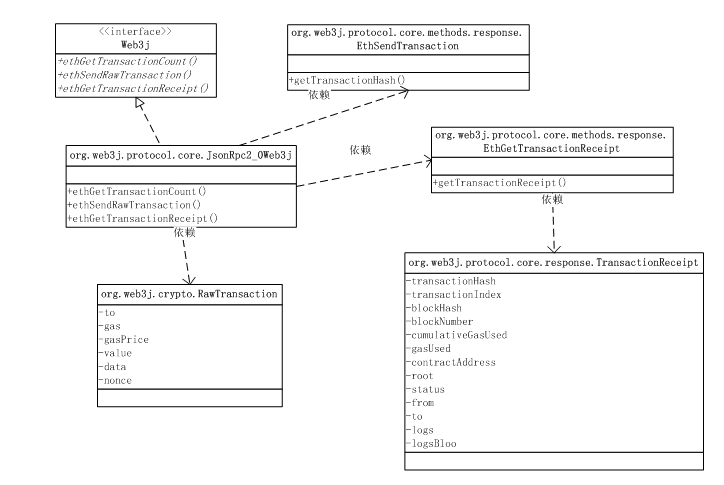 <<interface>>
Web3j
+ethGetTransactionCount()
+ethSendRawTransaction()
+ethGetTransactionReceipt()
org.web3j.protocol.core.methods.response.
EthSendTransaction
+getTransactionHash()
依赖
org.web3j.protocol.core.JsonRpc2_0Web3j
+ethGetTransactionCount()
+ethSendRawTransaction()
+ethGetTransactionReceipt()
依赖
依赖
org.web3j.protocol.core.methods.response.
EthGetTransactionReceipt
+getTransactionReceipt()
依赖
org.web3j.crypto.RawTransaction
-to
-gas
-gasPrice
-value
-data
-nonce
org.web3j.protocol.core.response.TransactionReceipt
-transactionHash
-transactionIndex
-blockHash
-blockNumber
-cumulativeGasUsed
-gasUsed
-contractAddress
-root
-status
-from
-to
-logs
-logsBloo